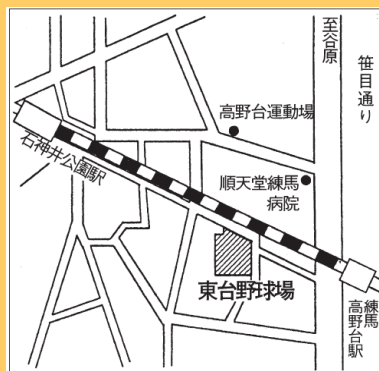 至谷原
笹目通り
高野台運動場
石神井公園駅
順天堂練馬
病院
東台野球場
練馬
高野台駅